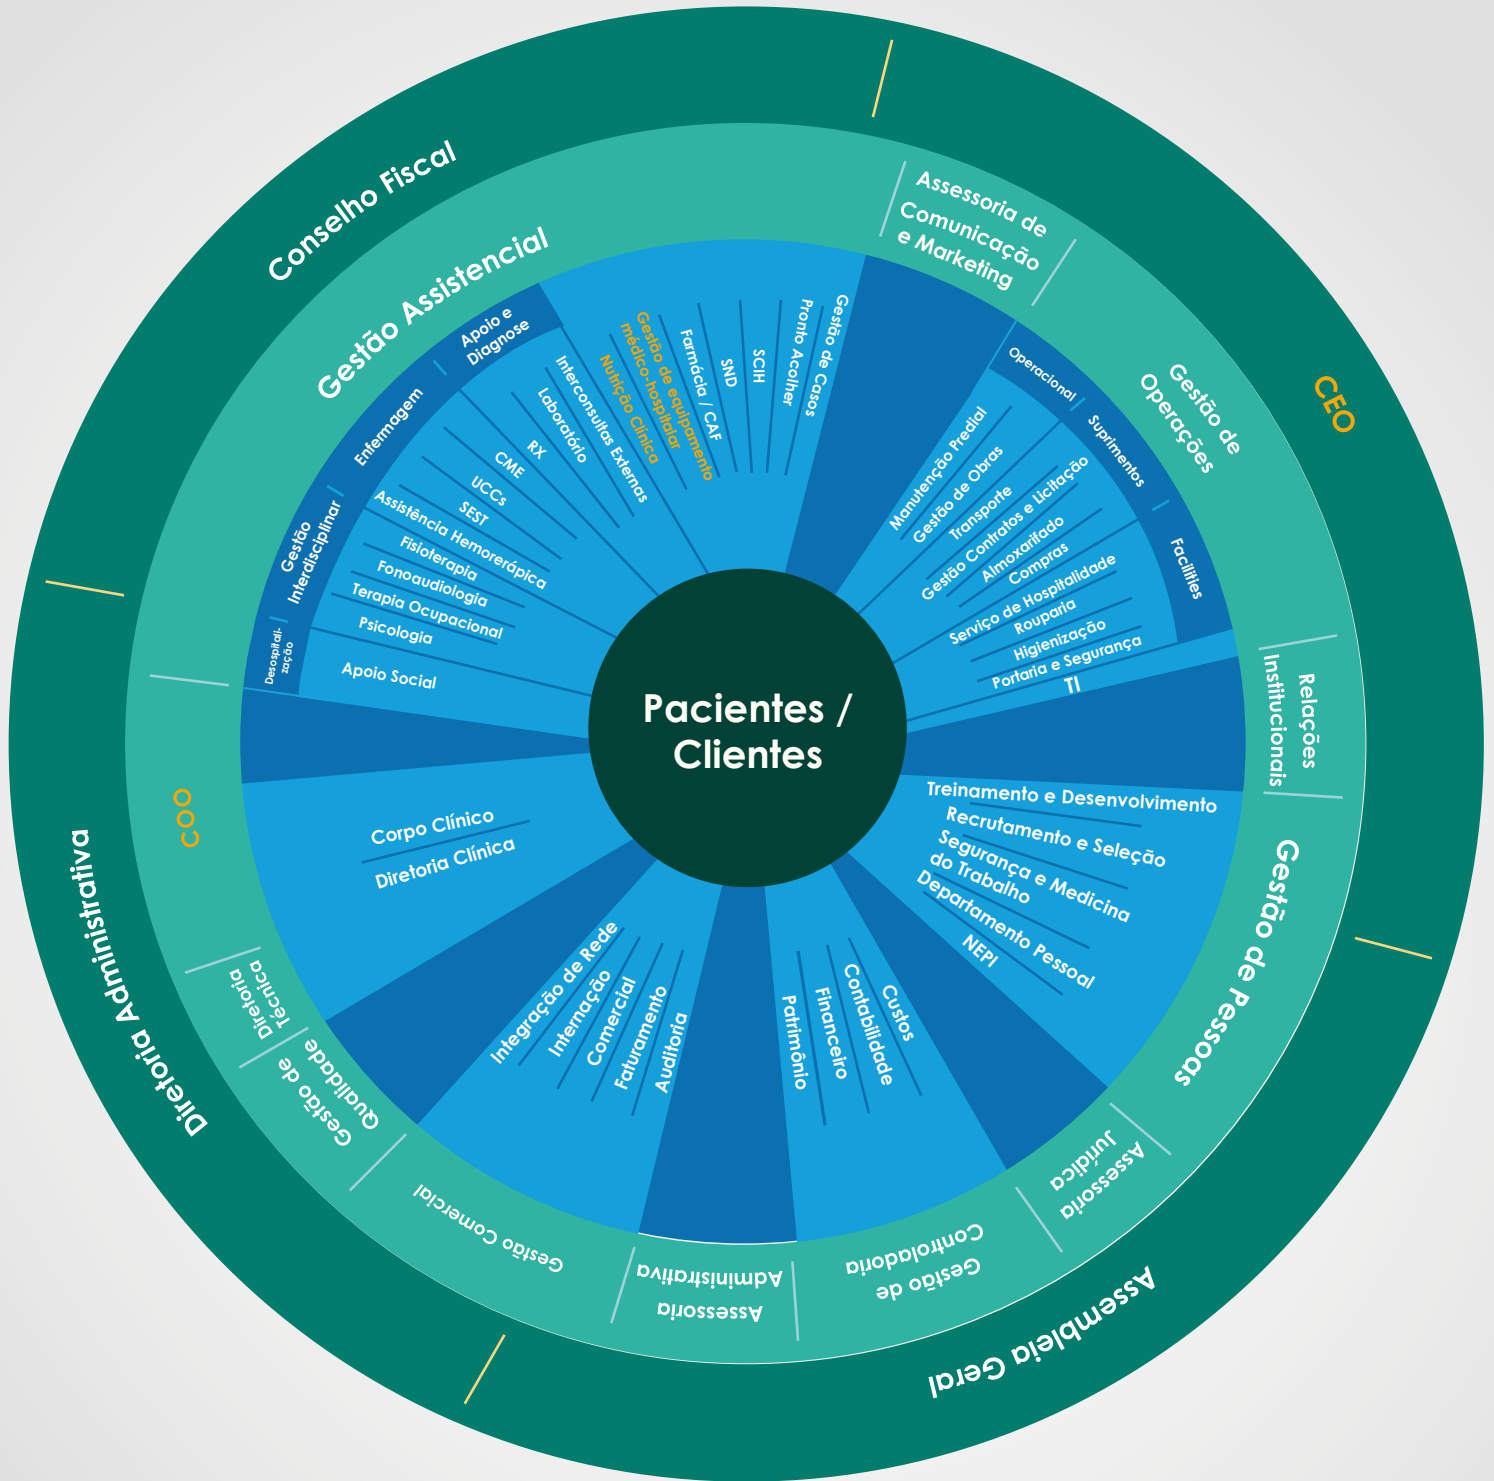 Conselho Fiscal
CEO
Assembleia Geral
Diretoria Administrativa
Gestão Assistencial
Assessoria de
Comunicação
e Marketing
Gestão de
Operações
Relações
Institucionais
Gestão de Pessoas
Assessoria
Jurídica
Gestão de
Controladoria
Assessoria
Administrativa
Gestão Comercial
Gestão de
Qualidade
Diretoria
Técnica
COO
Desospitali-
zação
Gestão
Interdisciplinar
Enfermagem
Apoio e
Diagnose
Apoio Social
Psicologia
Terapia Ocupacional
Fonoaudiologia
Fisioterapia
Assistência Hemorerápica
SEST
UCCs
CME
RX
Laboratório
Interconsultas Externas
Nutrição Clínica
Gestão de equipamento
médico-hospitalar
Farmácia / CAF
SND
SCIH
Pronto Acolher
Gestão de Casos
Operacional
Suprimentos
Facilities
Manutenção Predial
Gestão de Obras
Transporte
Gestão Contratos e Licitação
Almoxarifado
Compras
Serviço de Hospitalidade
Rouparia
Higienização
Portaria e Segurança
TI
Treinamento e Desenvolvimento
Recrutamento e Seleção
Segurança e Medicina
do Trabalho
Departamento Pessoal
NEPI
Custos
Contabilidade
Financeiro
Patrimônio
Auditoria
Faturamento
Comercial
Internação
Integração de Rede
Corpo Clínico
Diretoria Clínica
Pacientes /
Clientes